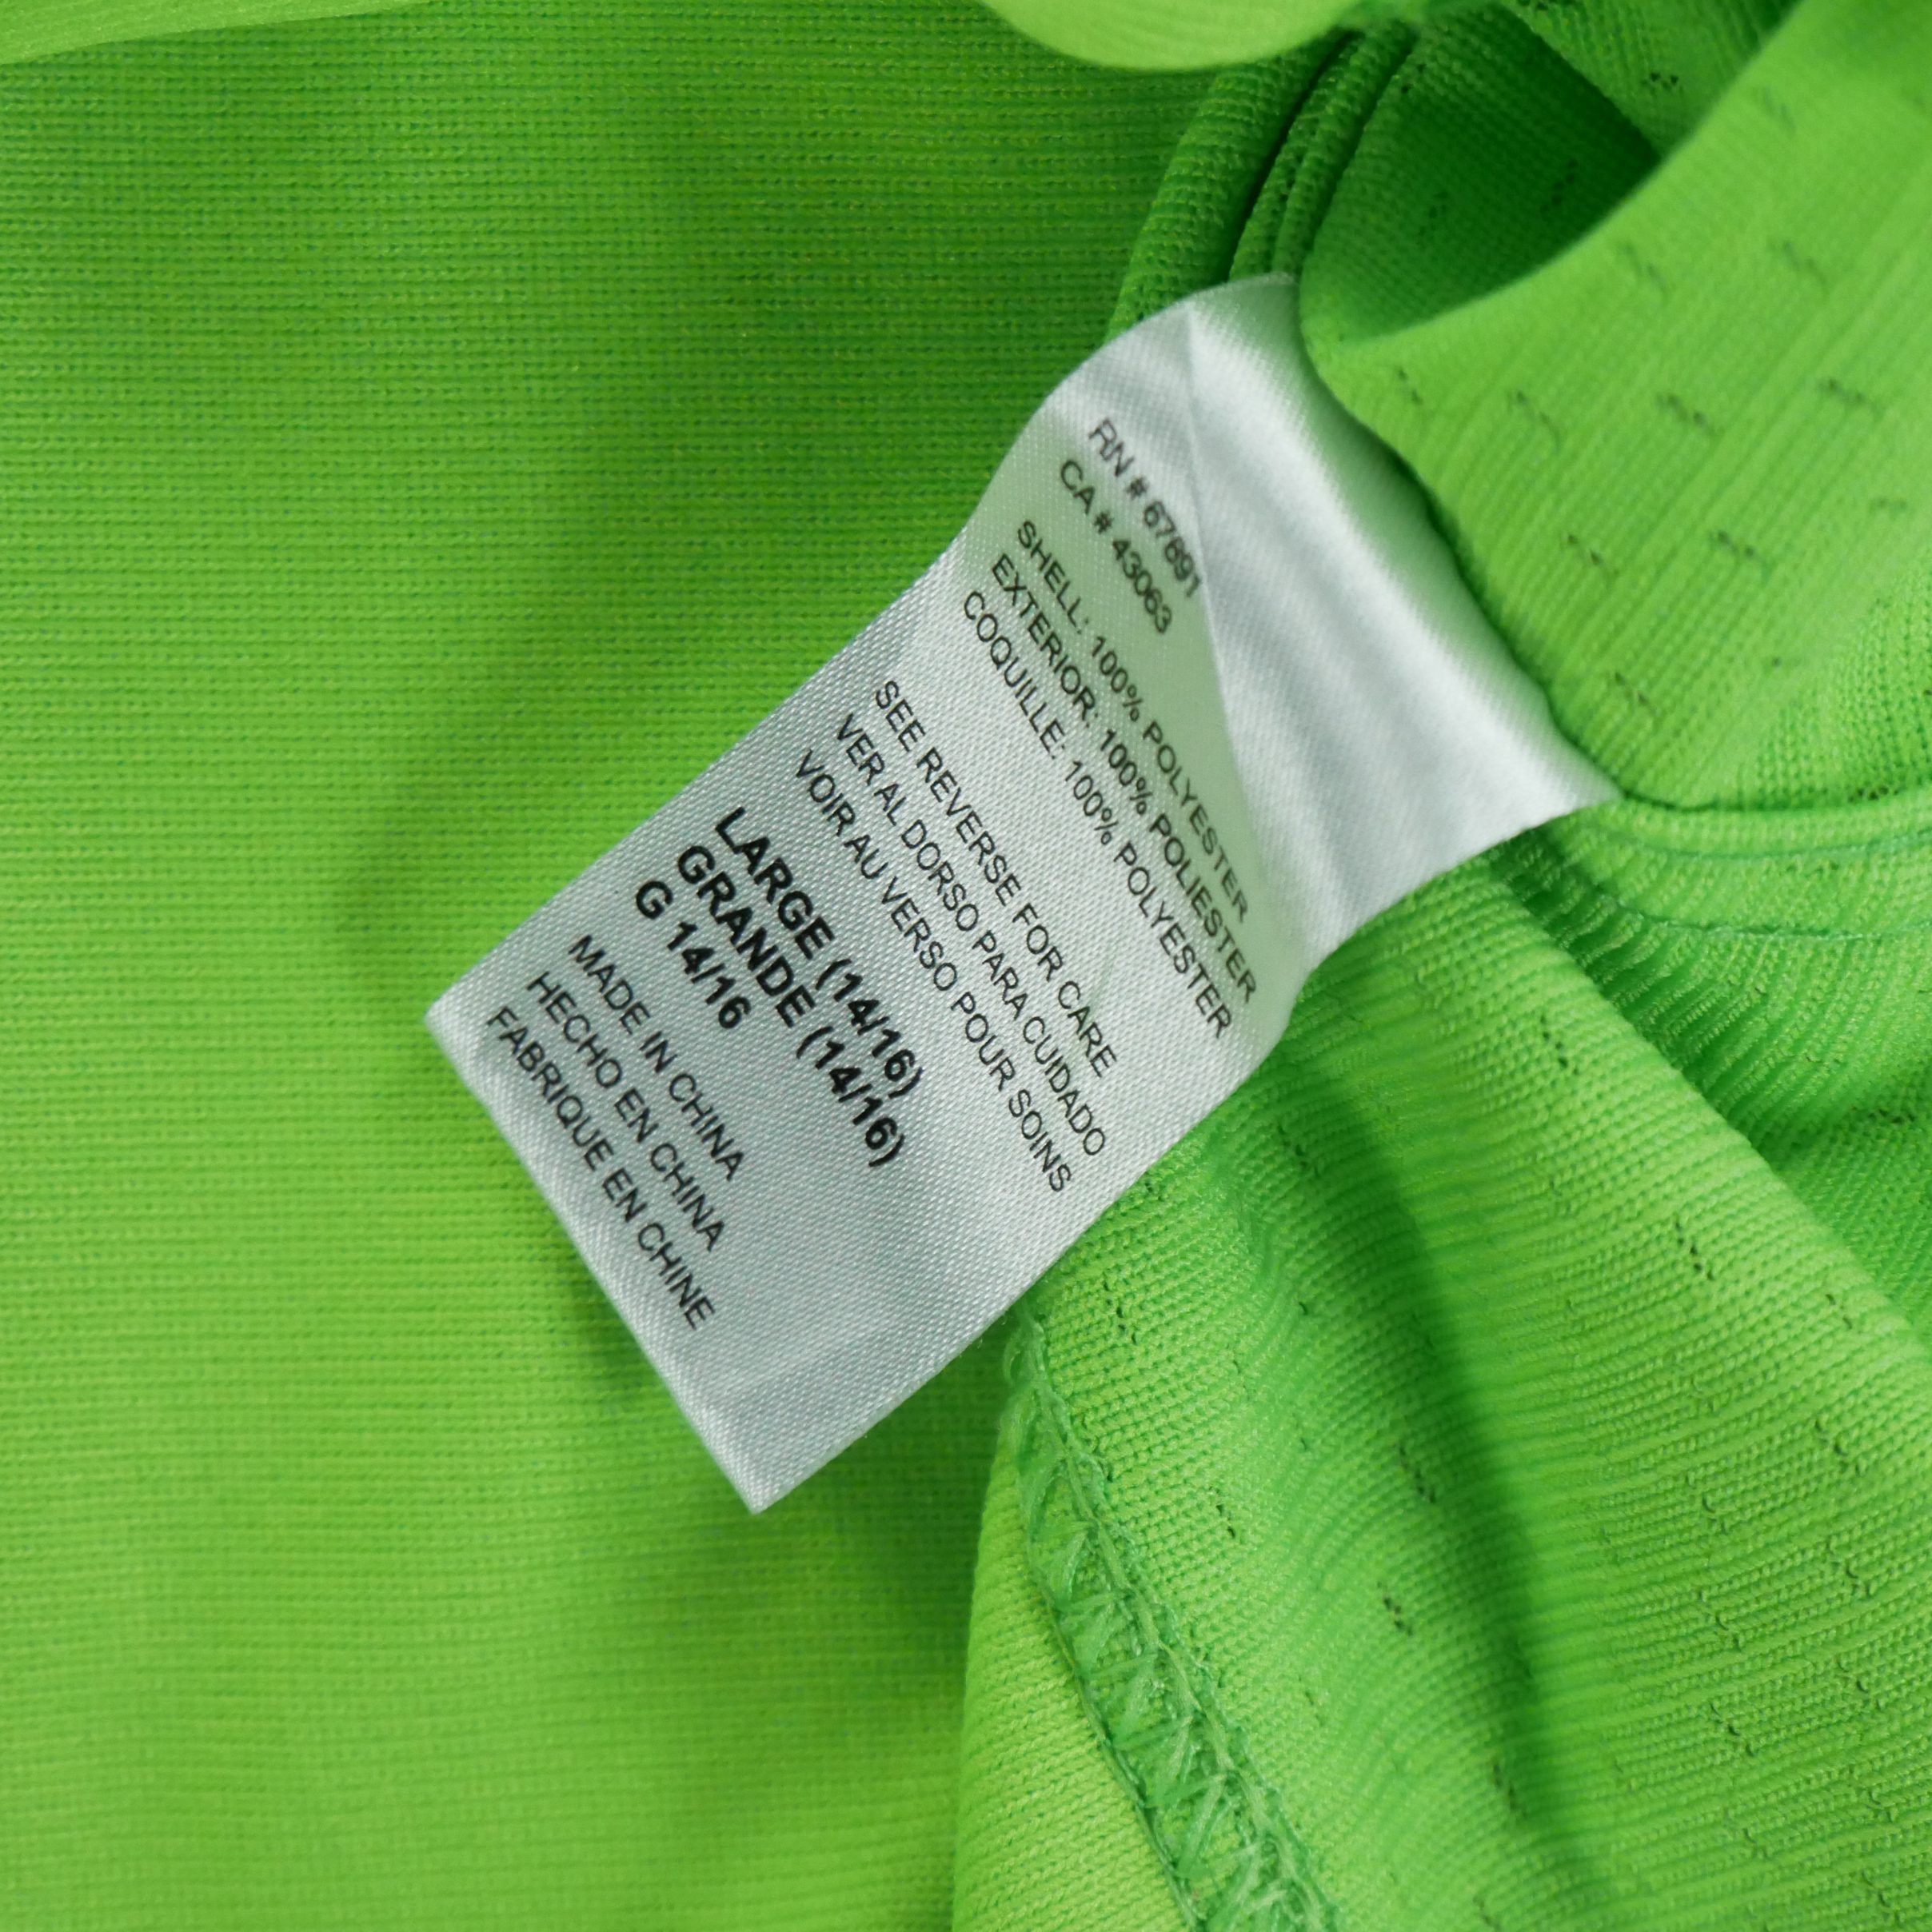 RN # 67891
CA # 43063
SHELL: 100% POLYESTER
EXTERIOR: 100% POLIESTER
COQUILLE: 100% POLYESTER
SEE REVERSE FOR CARE
VER AL DORSO PARA CUIDADO
VOIR AU VERSO POUR SOINS
LARGE (14/16)
GRANDE (14/16)
G 14/16
MADE IN CHINA
HECHO EN CHINA
FABRIQUE EN CHINE